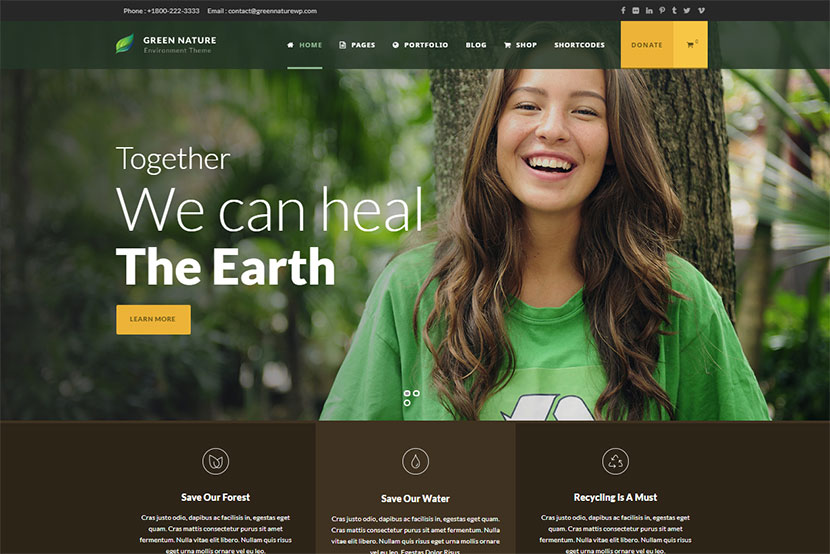 Phone : +1800-222-3333 Email : contact@greennaturewp.com
GREEN NATURE
Environment Theme
HOME PAGES PORTFOLIO BLOG SHOP SHORTCODES DONATE 0
Together
We can heal
The Earth
LEARN MORE
Save Our Forest
Cras justo odio, dapibus ac facilisis in, egestas eget
quam. Cras mattis consectetur purus sit amet
fermentum. Nulla vitae elit libero. Nullam quis risus
eget urna mollis ornare vel eu leo.
Save Our Water
Cras justo odio, dapibus ac facilisis in, egestas eget quam.
Cras mattis consectetur purus sit amet fermentum. Nulla
vitae elit libero. Nullam quis risus eget urna mollis ornare
vel eu leo. Egestas Dolor Risus
Recycling Is A Must
Cras justo odio, dapibus ac facilisis in, egestas eget
quam. Cras mattis consectetur purus sit amet
fermentum. Nulla vitae elit libero. Nullam quis risus
eget urna mollis ornare vel eu leo.